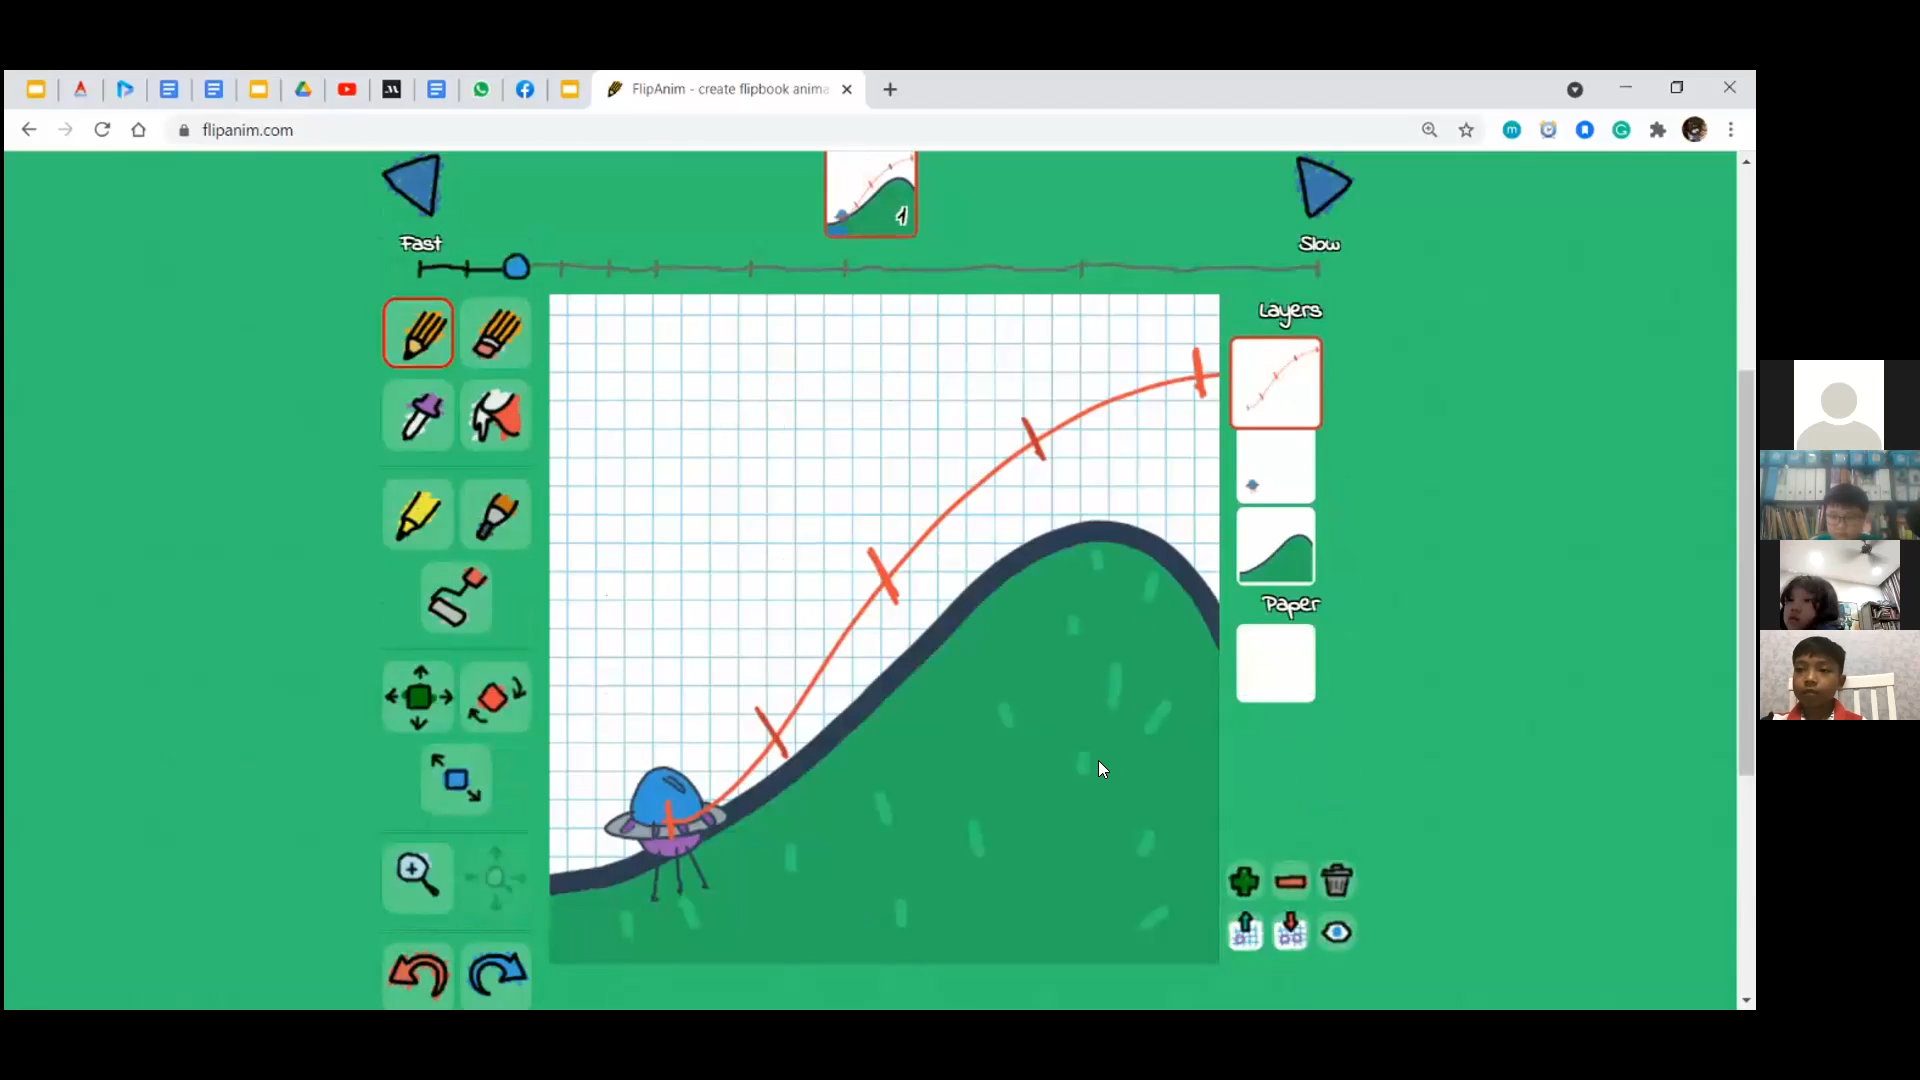 FlipAnim - create flipbook anima
flipanim.com
1
Fast
Slow
Layers
Paper